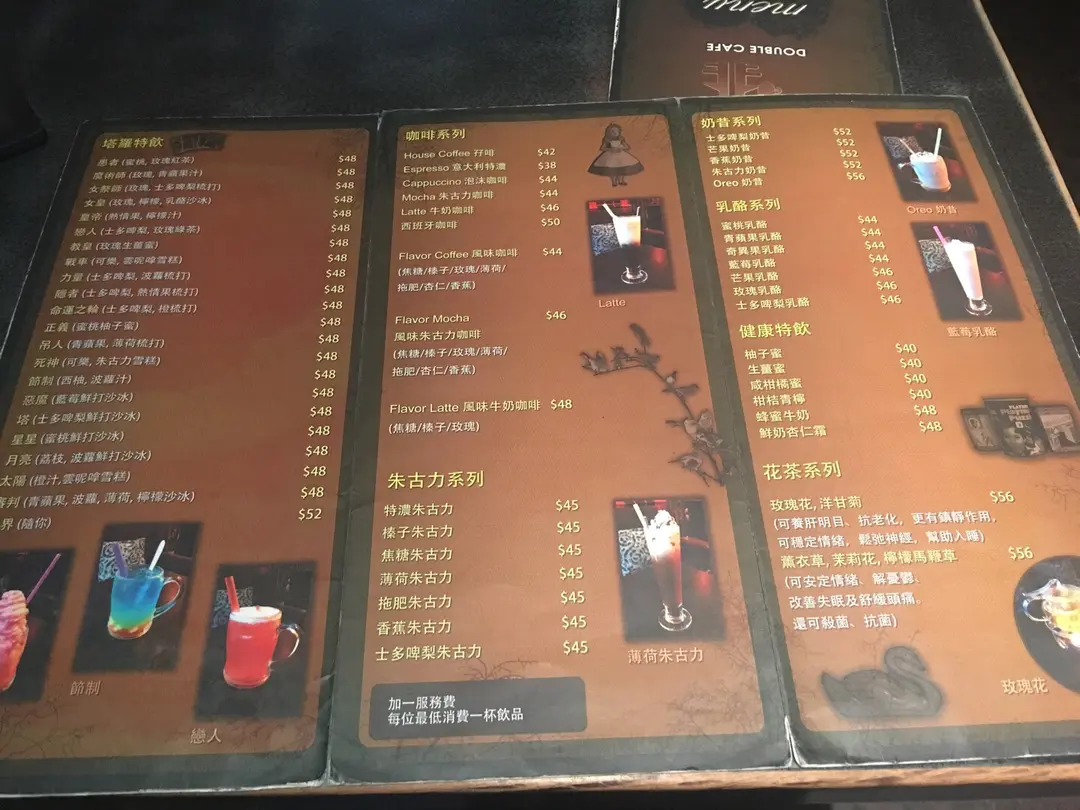 menu
DOUBLE CAFE
塔羅特飲
愚者 (蜜桃, 玫瑰紅茶) $48
魔術師 (玫瑰, 青蘋果汁) $48
女祭師 (玫瑰, 士多啤梨梳打) $48
女皇 (玫瑰, 檸檬, 乳酪沙冰) $48
皇帝 (熱情果, 檸檬汁) $48
戀人 (士多啤梨, 玫瑰綠茶) $48
教皇 (玫瑰生薑蜜) $48
戰車 (可樂, 雲呢嗱雪糕) $48
力量 (士多啤梨, 波蘿梳打) $48
隱者 (士多啤梨, 熱情果梳打) $48
命運之輪 (士多啤梨, 橙梳打) $48
正義 (蜜桃柚子蜜) $48
吊人 (青蘋果, 薄荷梳打) $48
死神 (可樂, 朱古力雪糕) $48
節制 (西柚, 波蘿汁) $48
惡魔 (藍莓鮮打沙冰) $48
塔 (士多啤梨鮮打沙冰) $48
星星 (蜜桃鮮打沙冰) $48
月亮 (荔枝, 波蘿鮮打沙冰) $48
太陽 (橙汁,雲呢嗱雪糕) $48
審判 (青蘋果, 波蘿, 薄荷, 檸檬沙冰) $48
界 (隨你) $52
節制
戀人
咖啡系列
House Coffee 孖啡 $42
Espresso 意大利特濃 $38
Cappuccino 泡沫咖啡 $44
Mocha 朱古力咖啡 $44
Latte 牛奶咖啡 $46
西班牙咖啡 $50
Flavor Coffee 風味咖啡 $44
(焦糖/榛子/玫瑰/薄荷/
拖肥/杏仁/香蕉)
Latte
Flavor Mocha $46
風味朱古力咖啡
(焦糖/榛子/玫瑰/薄荷/
拖肥/杏仁/香蕉)
Flavor Latte 風味牛奶咖啡 $48
(焦糖/榛子/玫瑰)
朱古力系列
特濃朱古力 $45
榛子朱古力 $45
焦糖朱古力 $45
薄荷朱古力 $45
拖肥朱古力 $45
香蕉朱古力 $45
士多啤梨朱古力 $45
薄荷朱古力
加一服務費
每位最低消費一杯飲品
奶昔系列
士多啤梨奶昔 $52
芒果奶昔 $52
香蕉奶昔 $52
朱古力奶昔 $52
Oreo 奶昔 $56
Oreo 奶昔
乳酪系列
蜜桃乳酪 $44
青蘋果乳酪 $44
奇異果乳酪 $44
藍莓乳酪 $44
芒果乳酪 $46
玫瑰乳酪 $46
士多啤梨乳酪 $46
藍莓乳酪
健康特飲
柚子蜜 $40
生薑蜜 $40
咸柑橘蜜 $40
柑桔青檸 $40
蜂蜜牛奶 $48
鮮奶杏仁霜 $48
花茶系列
玫瑰花, 洋甘菊 $56
(可養肝明目、抗老化，更有鎮靜作用，
可穩定情緒，鬆弛神經，幫助入睡)
薰衣草, 茉莉花, 檸檬馬鞭草 $56
(可安定情緒、解憂鬱、
改善失眠及舒緩頭痛。
還可殺菌、抗菌)
玫瑰花